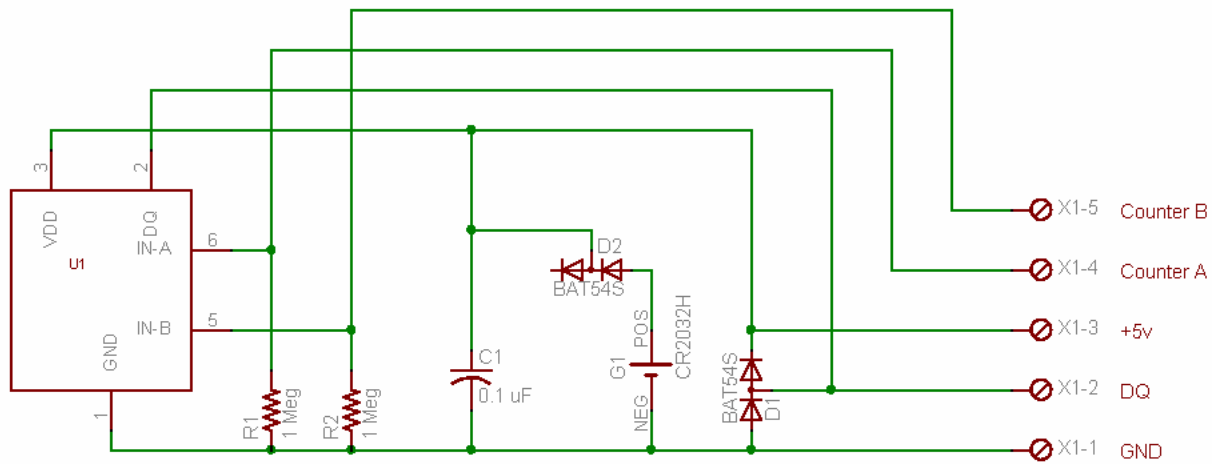 3
2
VDD
DQ
U1
IN-A
6
IN-B
5
GND
1
R1
1 Meg
R2
1 Meg
C1
0.1 uF
D2
BAT54S
POS
G1
CR2032H
NEG
BAT54S
D1
X1-5 Counter B
X1-4 Counter A
X1-3 +5v
X1-2 DQ
X1-1 GND